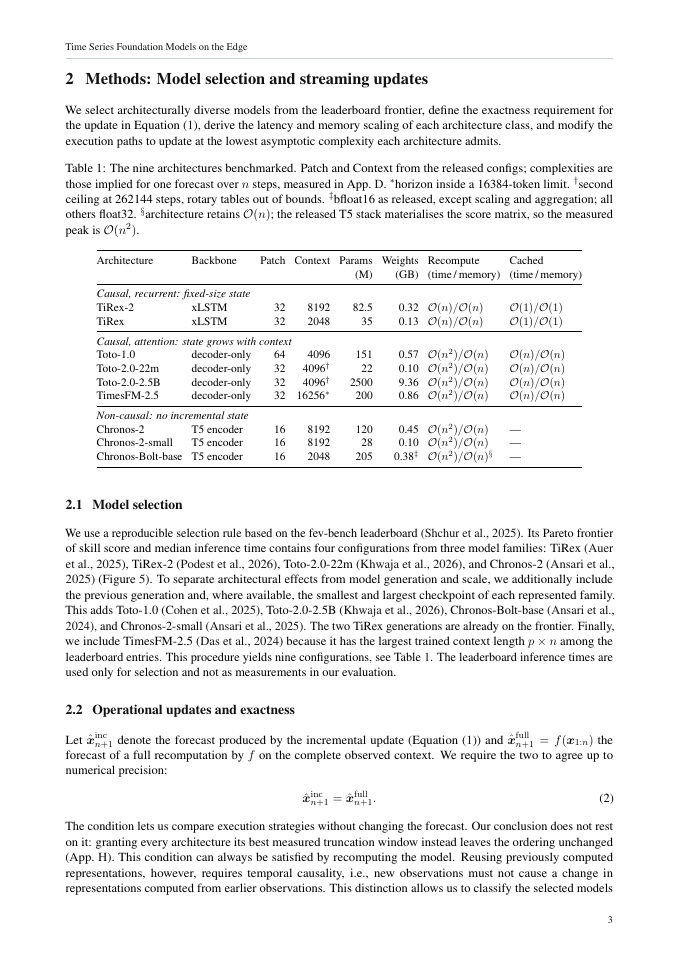 Time Series Foundation Models on the Edge
2 Methods: Model selection and streaming updates
We select architecturally diverse models from the leaderboard frontier, define the exactness requirement for
the update in Equation (1), derive the latency and memory scaling of each architecture class, and modify the
execution paths to update at the lowest asymptotic complexity each architecture admits.
Table 1: The nine architectures benchmarked. Patch and Context from the released configs; complexities are
those implied for one forecast over n steps, measured in App. D. *horizon inside a 16384-token limit. †second
ceiling at 262144 steps, rotary tables out of bounds. ‡bfloat16 as released, except scaling and aggregation; all
others float32. §architecture retains O(n); the released T5 stack materialises the score matrix, so the measured
peak is O(n²).
Architecture Backbone Patch Context Params Weights Recompute Cached
(M) (GB) (time / memory) (time / memory)
Causal, recurrent: fixed-size state
TiRex-2 xLSTM 32 8192 82.5 0.32 O(n)/O(n) O(1)/O(1)
TiRex xLSTM 32 2048 35 0.13 O(n)/O(n) O(1)/O(1)
Causal, attention: state grows with context
Toto-1.0 decoder-only 64 4096 151 0.57 O(n²)/O(n) O(n)/O(n)
Toto-2.0-22m decoder-only 32 4096† 22 0.10 O(n²)/O(n) O(n)/O(n)
Toto-2.0-2.5B decoder-only 32 4096† 2500 9.36 O(n²)/O(n) O(n)/O(n)
TimesFM-2.5 decoder-only 32 16256* 200 0.86 O(n²)/O(n) O(n)/O(n)
Non-causal: no incremental state
Chronos-2 T5 encoder 16 8192 120 0.45 O(n²)/O(n) —
Chronos-2-small T5 encoder 16 8192 28 0.10 O(n²)/O(n) —
Chronos-Bolt-base T5 encoder 16 2048 205 0.38‡ O(n²)/O(n)§ —
2.1 Model selection
We use a reproducible selection rule based on the fev-bench leaderboard (Shchur et al., 2025). Its Pareto frontier
of skill score and median inference time contains four configurations from three model families: TiRex (Auer
et al., 2025), TiRex-2 (Podest et al., 2026), Toto-2.0-22m (Khwaja et al., 2026), and Chronos-2 (Ansari et al.,
2025) (Figure 5). To separate architectural effects from model generation and scale, we additionally include
the previous generation and, where available, the smallest and largest checkpoint of each represented family.
This adds Toto-1.0 (Cohen et al., 2025), Toto-2.0-2.5B (Khwaja et al., 2026), Chronos-Bolt-base (Ansari et al.,
2024), and Chronos-2-small (Ansari et al., 2025). The two TiRex generations are already on the frontier. Finally,
we include TimesFM-2.5 (Das et al., 2024) because it has the largest trained context length p × n among the
leaderboard entries. This procedure yields nine configurations, see Table 1. The leaderboard inference times are
used only for selection and not as measurements in our evaluation.
2.2 Operational updates and exactness
Let x̂ⁱⁿᶜₙ₊₁ denote the forecast produced by the incremental update (Equation (1)) and x̂ᶠᵘˡˡₙ₊₁ = f(x₁:ₙ) the
forecast of a full recomputation by f on the complete observed context. We require the two to agree up to
numerical precision:
x̂ⁱⁿᶜₙ₊₁ = x̂ᶠᵘˡˡₙ₊₁. (2)
The condition lets us compare execution strategies without changing the forecast. Our conclusion does not rest
on it: granting every architecture its best measured truncation window instead leaves the ordering unchanged
(App. H). This condition can always be satisfied by recomputing the model. Reusing previously computed
representations, however, requires temporal causality, i.e., new observations must not cause a change in
representations computed from earlier observations. This distinction allows us to classify the selected models
3